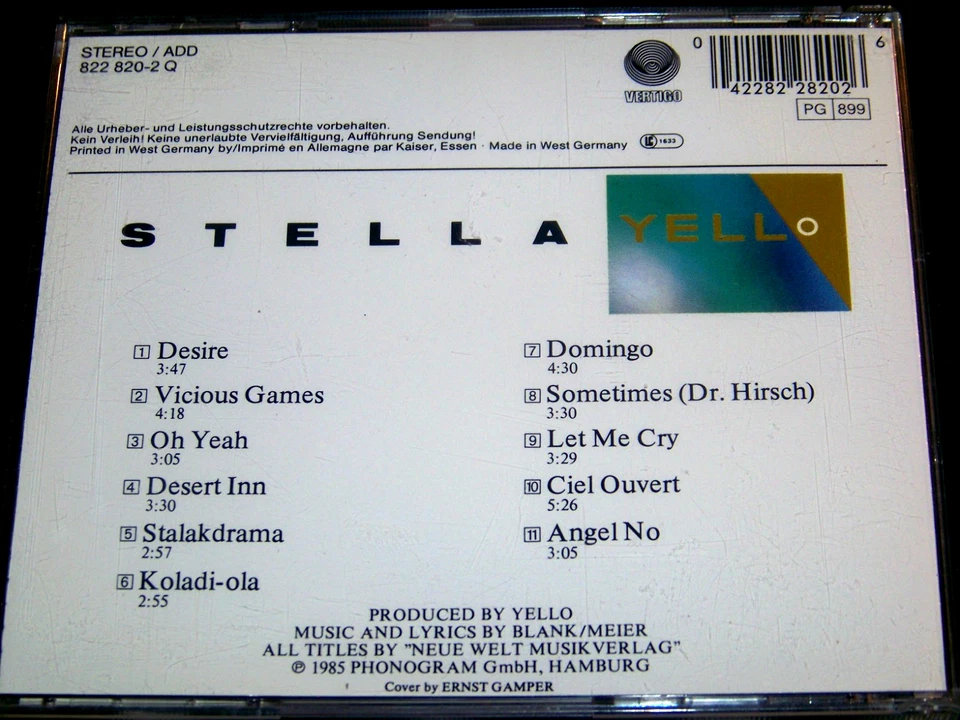 STEREO / ADD
822 820-2 Q
VERTIGO
0 42282 28202 6
PG 899
Alle Urheber- und Leistungsschutzrechte vorbehalten.
Kein Verleih! Keine unerlaubte Vervielfältigung, Aufführung Sendung!
Printed in West Germany by/Imprimé en Allemagne par Kaiser, Essen · Made in West Germany LC 1633
STELLA
YELLO
1 Desire
3:47
2 Vicious Games
4:18
3 Oh Yeah
3:05
4 Desert Inn
3:30
5 Stalakdrama
2:57
6 Koladi-ola
2:55
7 Domingo
4:30
8 Sometimes (Dr. Hirsch)
3:30
9 Let Me Cry
3:29
10 Ciel Ouvert
5:26
11 Angel No
3:05
PRODUCED BY YELLO
MUSIC AND LYRICS BY BLANK/MEIER
ALL TITLES BY "NEUE WELT MUSIKVERLAG"
℗ 1985 PHONOGRAM GmbH, HAMBURG
Cover by ERNST GAMPER